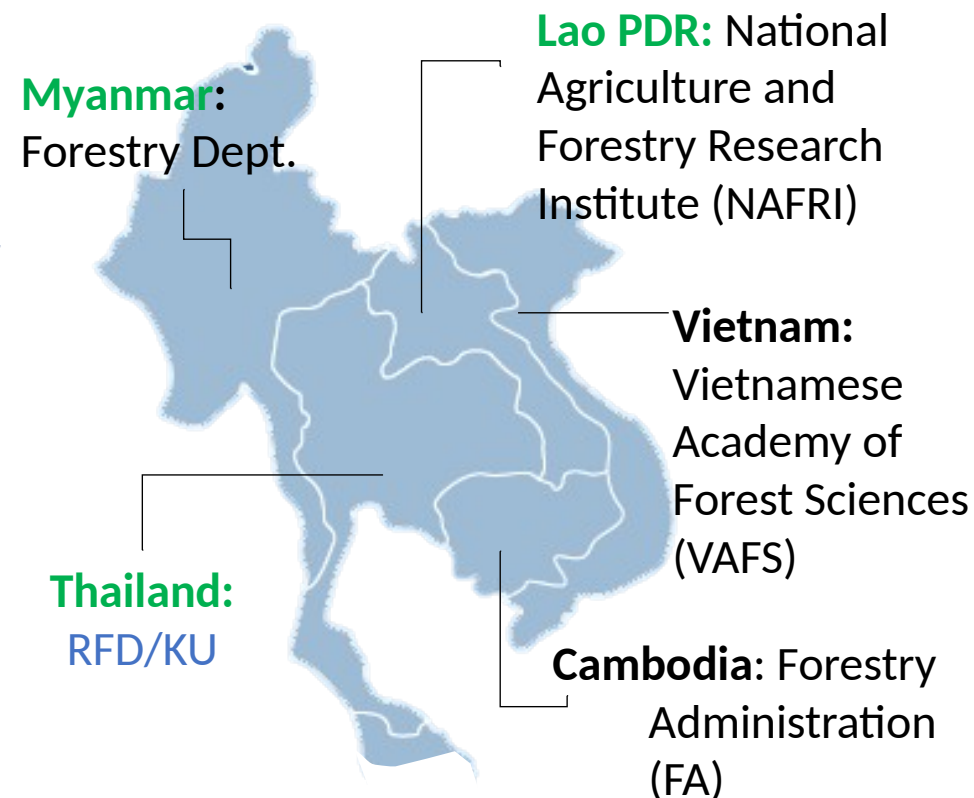 Lao PDR: National
Agriculture and
Forestry Research
Institute (NAFRI)
Myanmar:
Forestry Dept.
Vietnam:
Vietnamese
Academy of
Forest Sciences
(VAFS)
Thailand:
RFD/KU
Cambodia: Forestry
Administration
(FA)